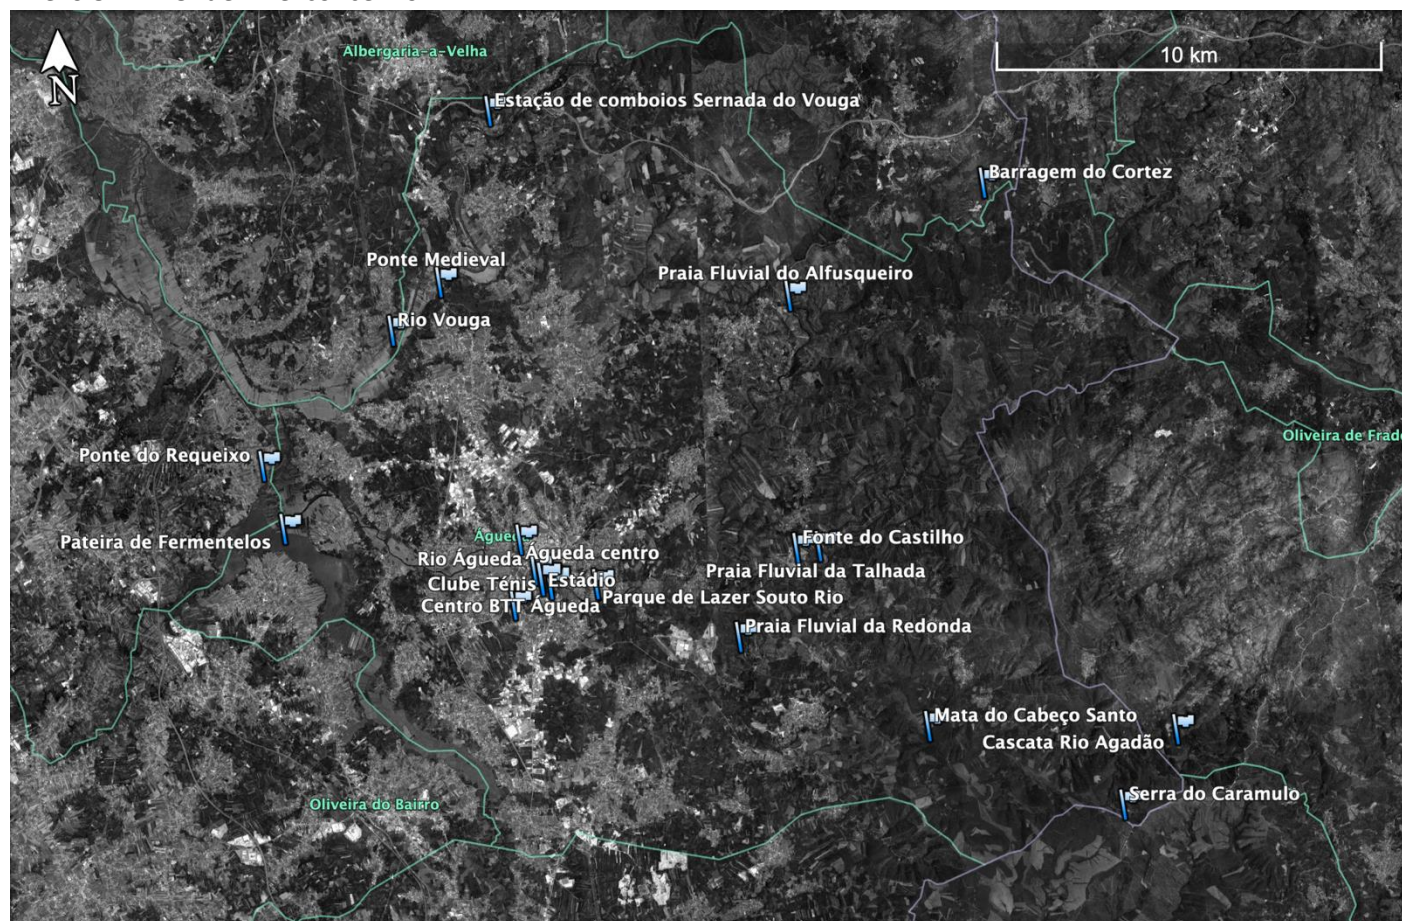 Albergaria-a-Velha
10 km
N
Estação de comboios Sernada do Vouga
Barragem do Cortez
Ponte Medieval
Praia Fluvial do Alfusqueiro
Rio Vouga
Oliveira de Frade
Ponte do Requeixo
Águeda
Fonte do Castilho
Pateira de Fermentelos
Águeda centro
Rio Águeda
Praia Fluvial da Talhada
Clube Ténis
Estádio
Parque de Lazer Souto Rio
Centro BTT Águeda
Praia Fluvial da Redonda
Mata do Cabeço Santo
Cascata Rio Agadão
Serra do Caramulo
Oliveira do Bairro